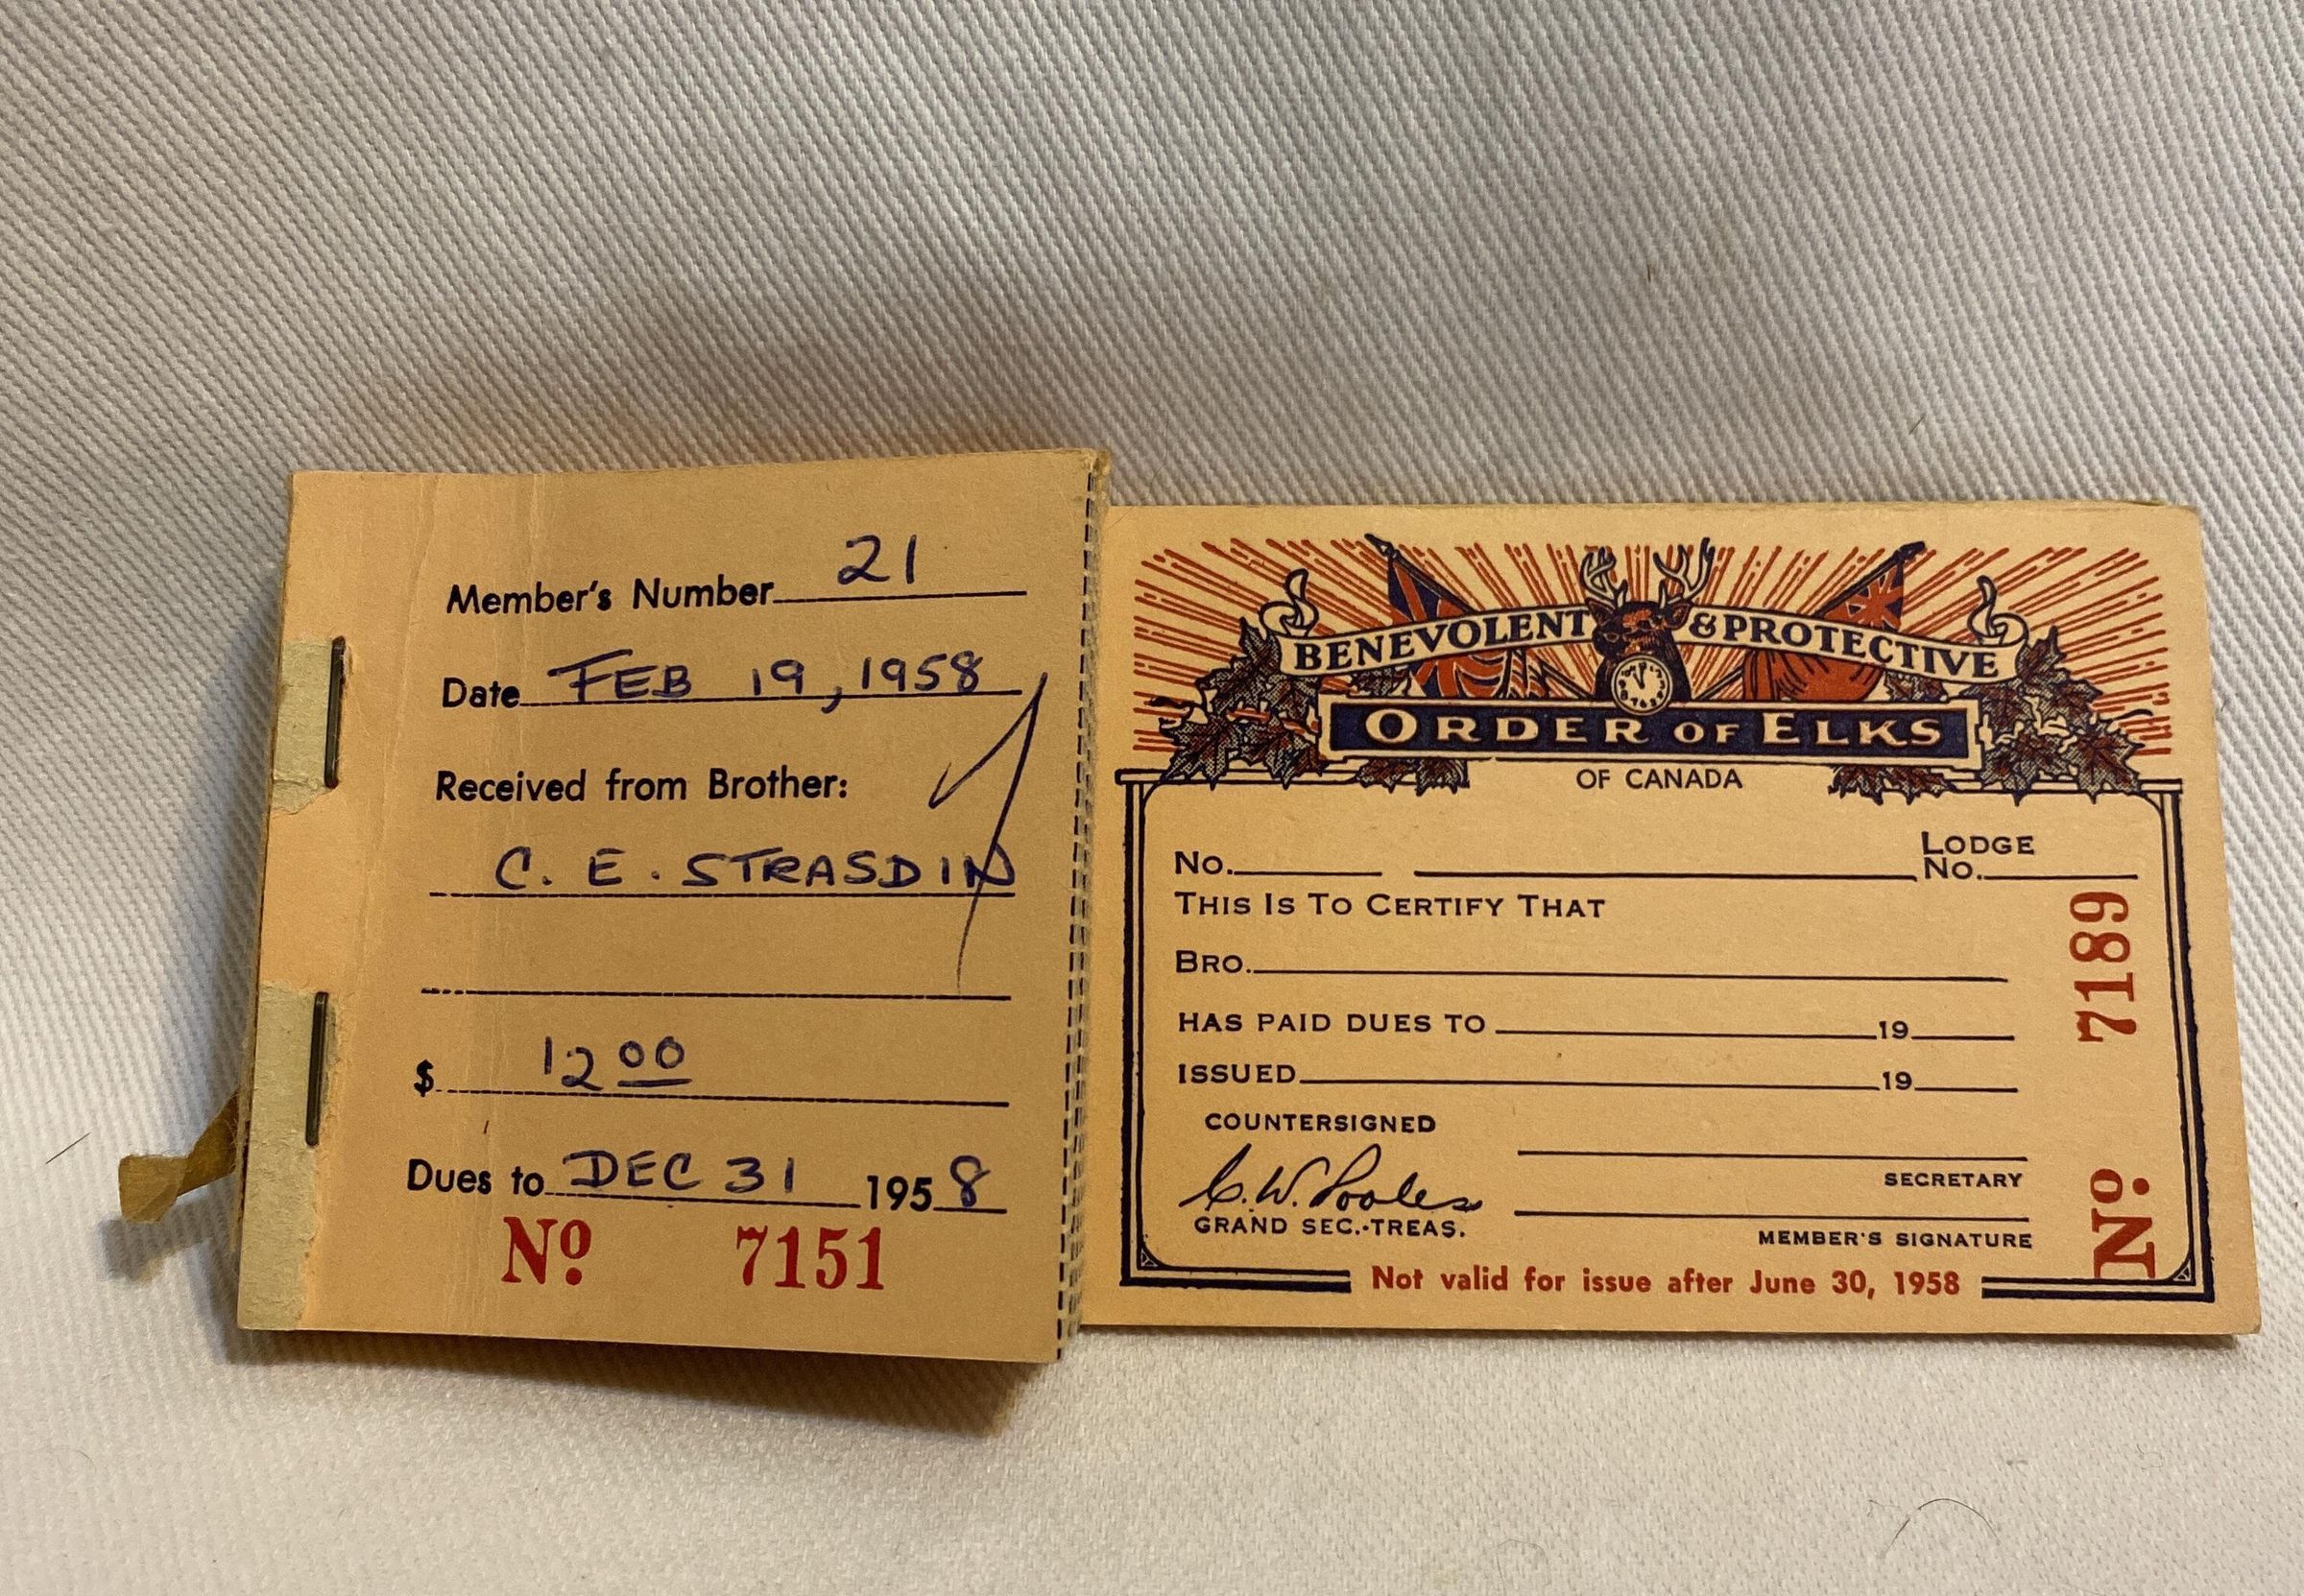 Member's Number 21
Date FEB 19, 1958
Received from Brother:
C. E. STRASDIN
$ 12 00
Dues to DEC 31 1958
No. 7151
BENEVOLENT & PROTECTIVE
ORDER OF ELKS
OF CANADA
No. LODGE No.
THIS IS TO CERTIFY THAT
BRO.
HAS PAID DUES TO 19
ISSUED 19
COUNTERSIGNED
SECRETARY
GRAND SEC.-TREAS.
MEMBER'S SIGNATURE
Not valid for issue after June 30, 1958
No. 7189